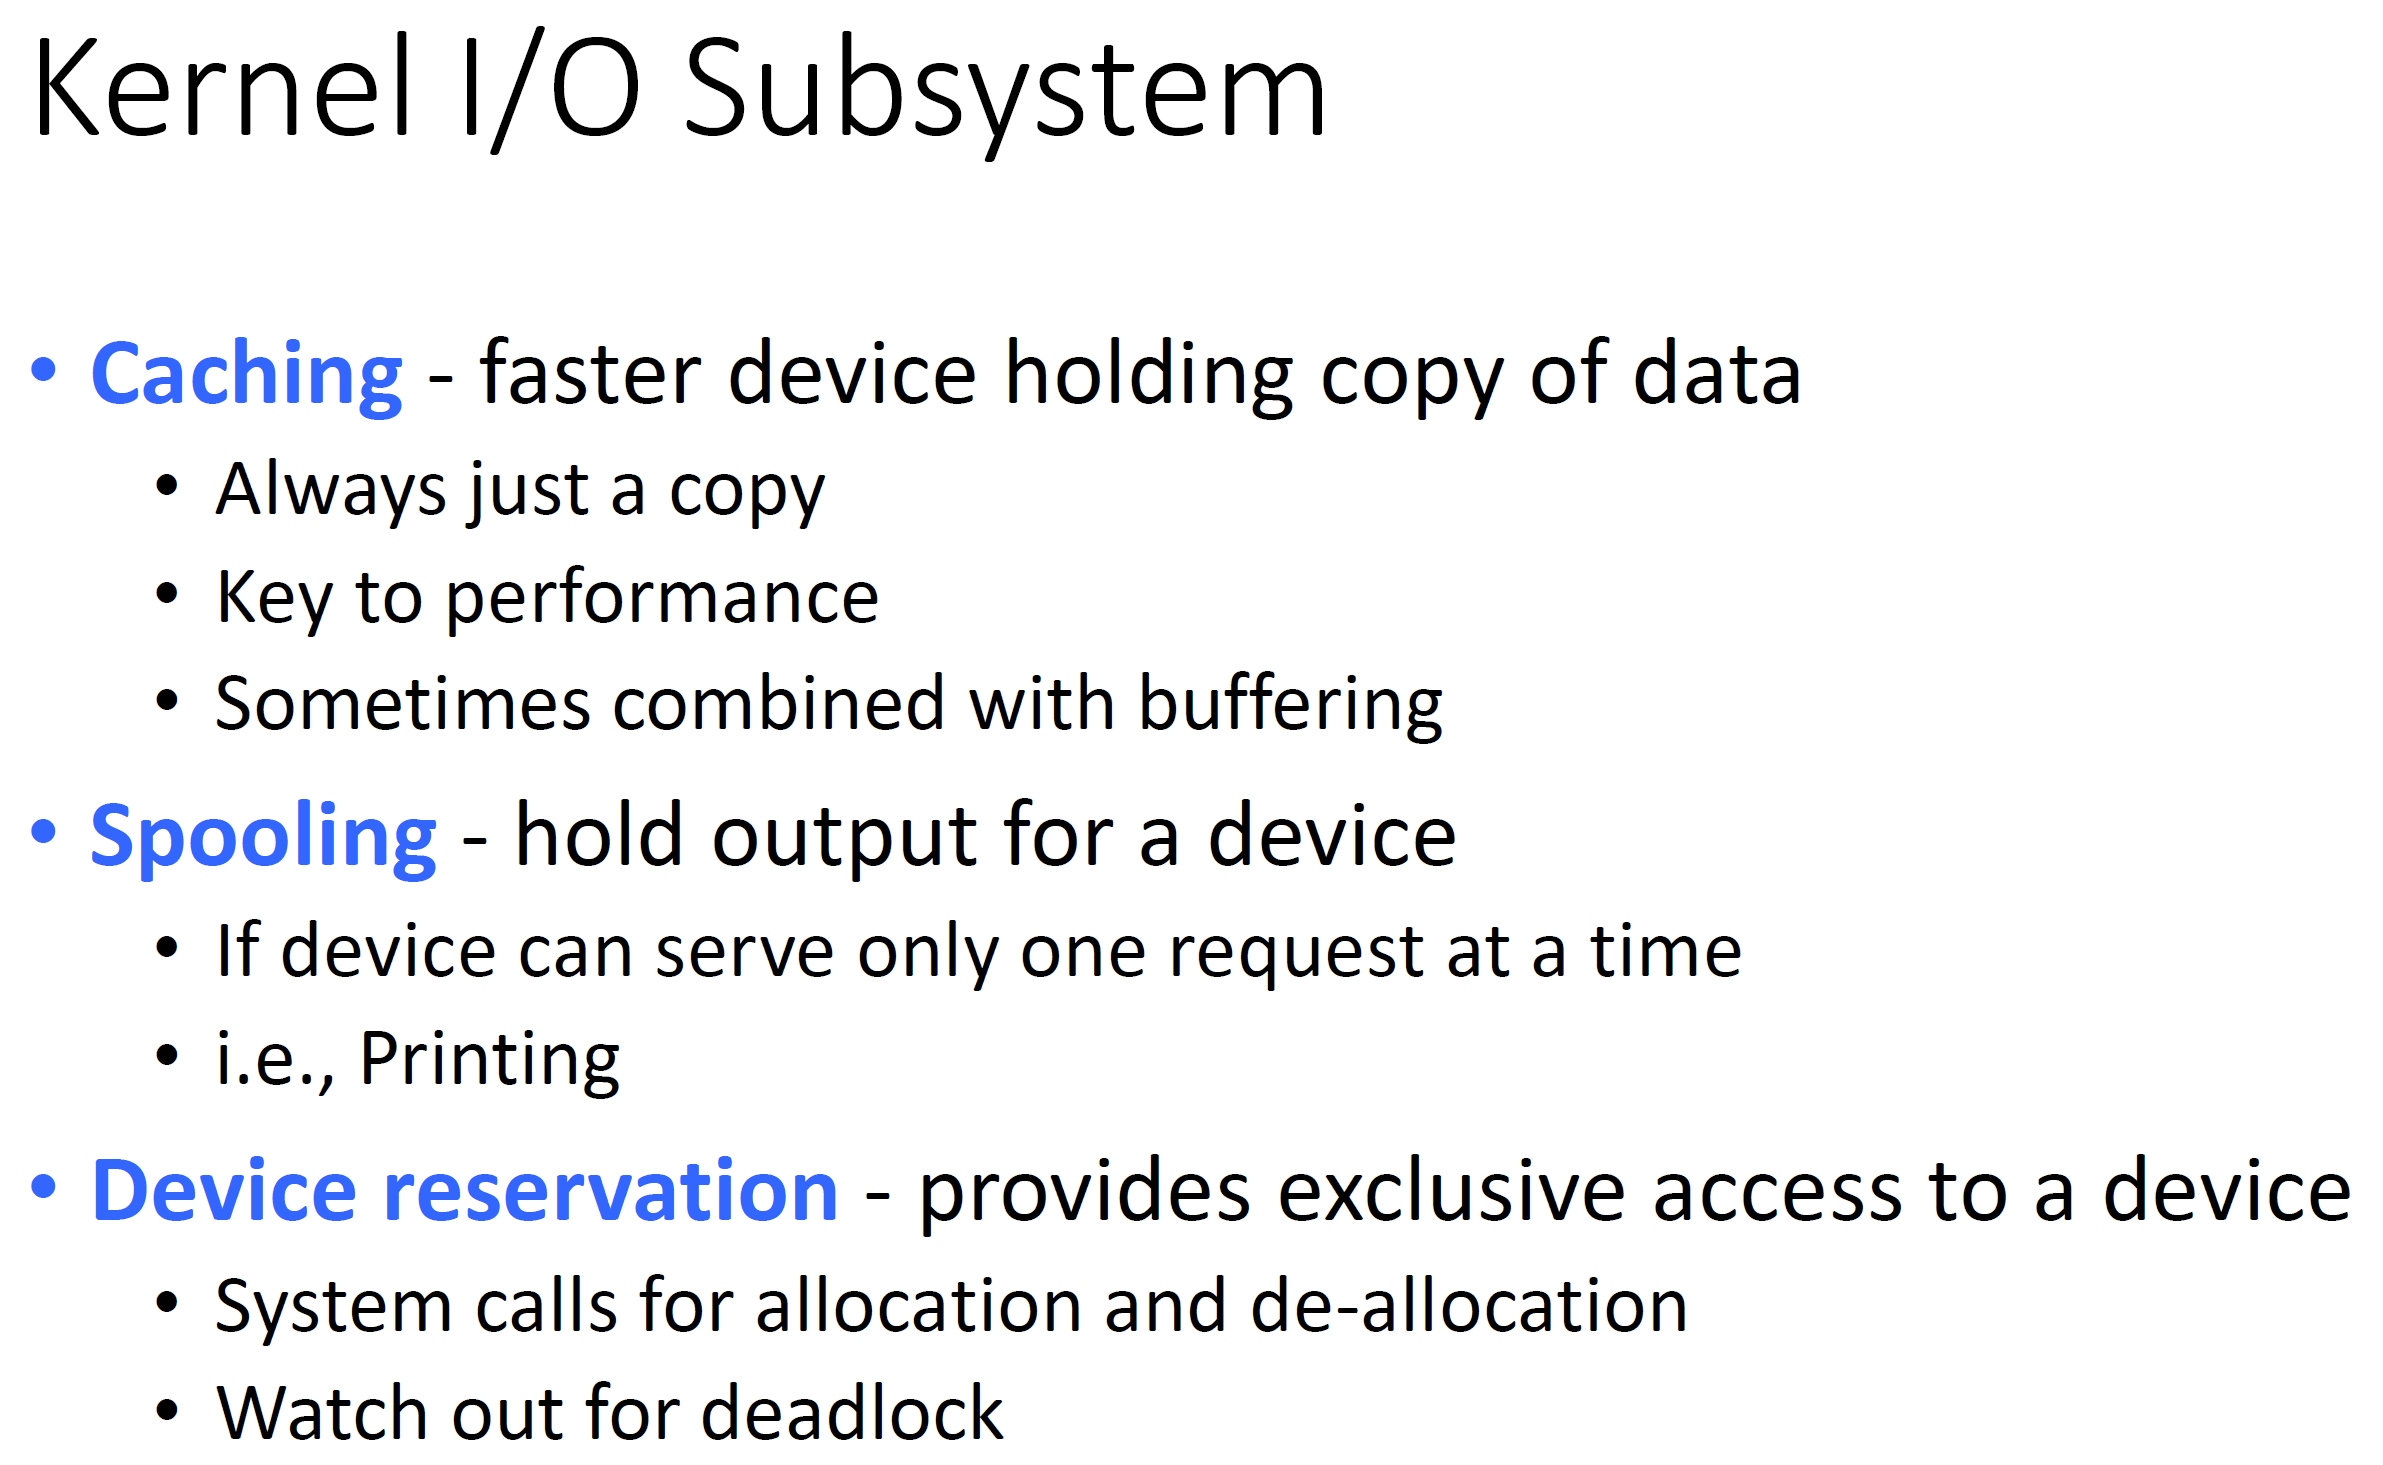 Kernel I/O Subsystem
• Caching - faster device holding copy of data
• Always just a copy
• Key to performance
• Sometimes combined with buffering
• Spooling - hold output for a device
• If device can serve only one request at a time
• i.e., Printing
• Device reservation - provides exclusive access to a device
• System calls for allocation and de-allocation
• Watch out for deadlock